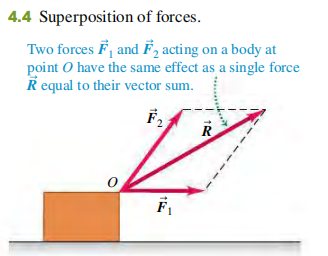 4.4 Superposition of forces.
Two forces F⃗₁ and F⃗₂ acting on a body at
point O have the same effect as a single force
R⃗ equal to their vector sum.
F⃗₂
R⃗
O
F⃗₁